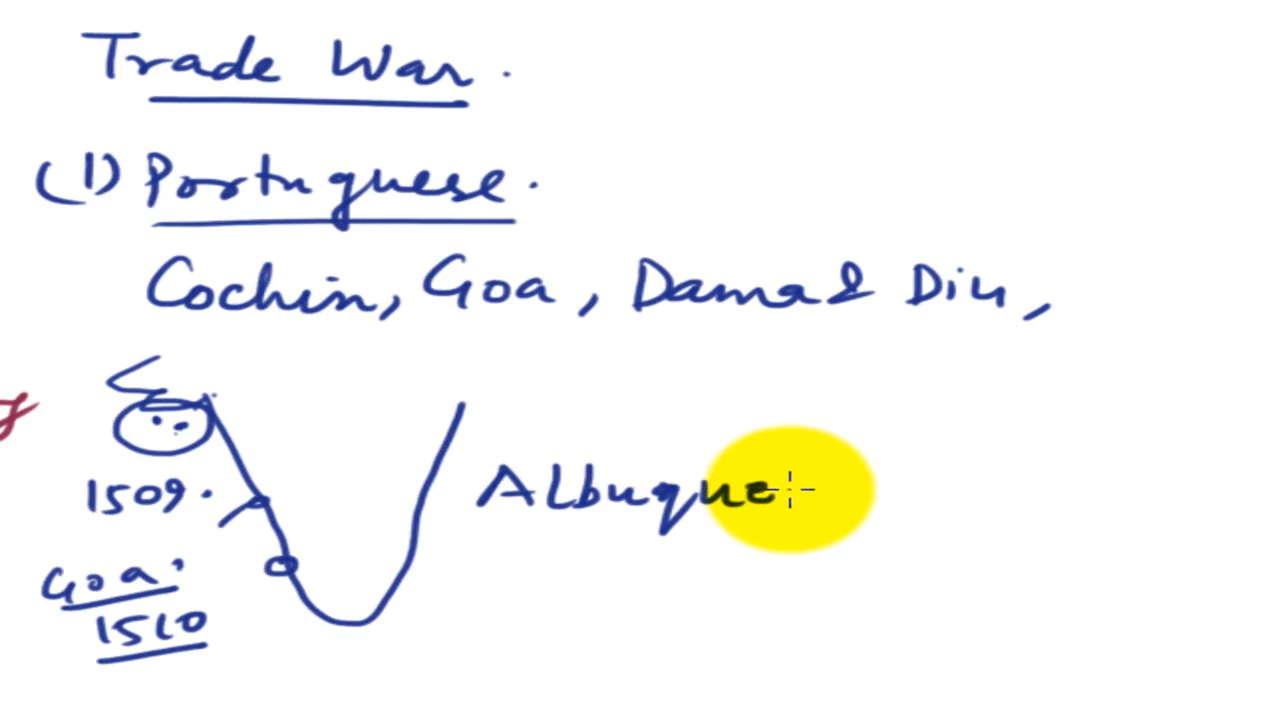 Trade War.
(1) Portuguese.
Cochin, Goa, Daman & Diu,
1509.
Albuque
Goa.
1510